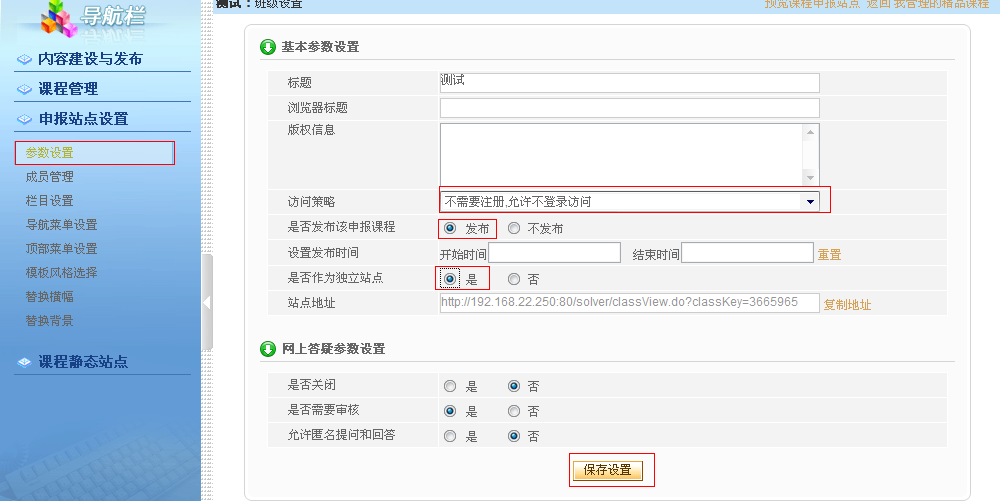 导航栏
内容建设与发布
课程管理
申报站点设置
参数设置
成员管理
栏目设置
导航菜单设置
顶部菜单设置
模板风格选择
替换横幅
替换背景
课程静态站点
测试：班级设置
预览课程申报站点 返回 我管理的精品课程
基本参数设置
标题 测试
浏览器标题
版权信息
访问策略 不需要注册,允许不登录访问
是否发布该申报课程 发布 不发布
设置发布时间 开始时间 结束时间 重置
是否作为独立站点 是 否
站点地址 http://192.168.22.250:80/solver/classView.do?classKey=3665965 复制地址
网上答疑参数设置
是否关闭 是 否
是否需要审核 是 否
允许匿名提问和回答 是 否
保存设置